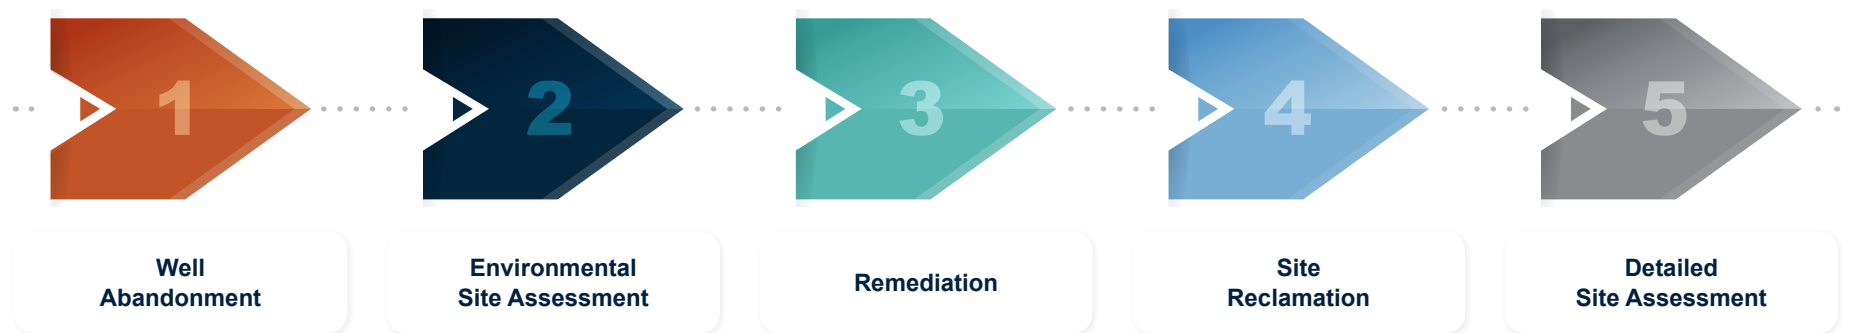 1
2
3
4
5
Well
Abandonment
Environmental
Site Assessment
Remediation
Site
Reclamation
Detailed
Site Assessment